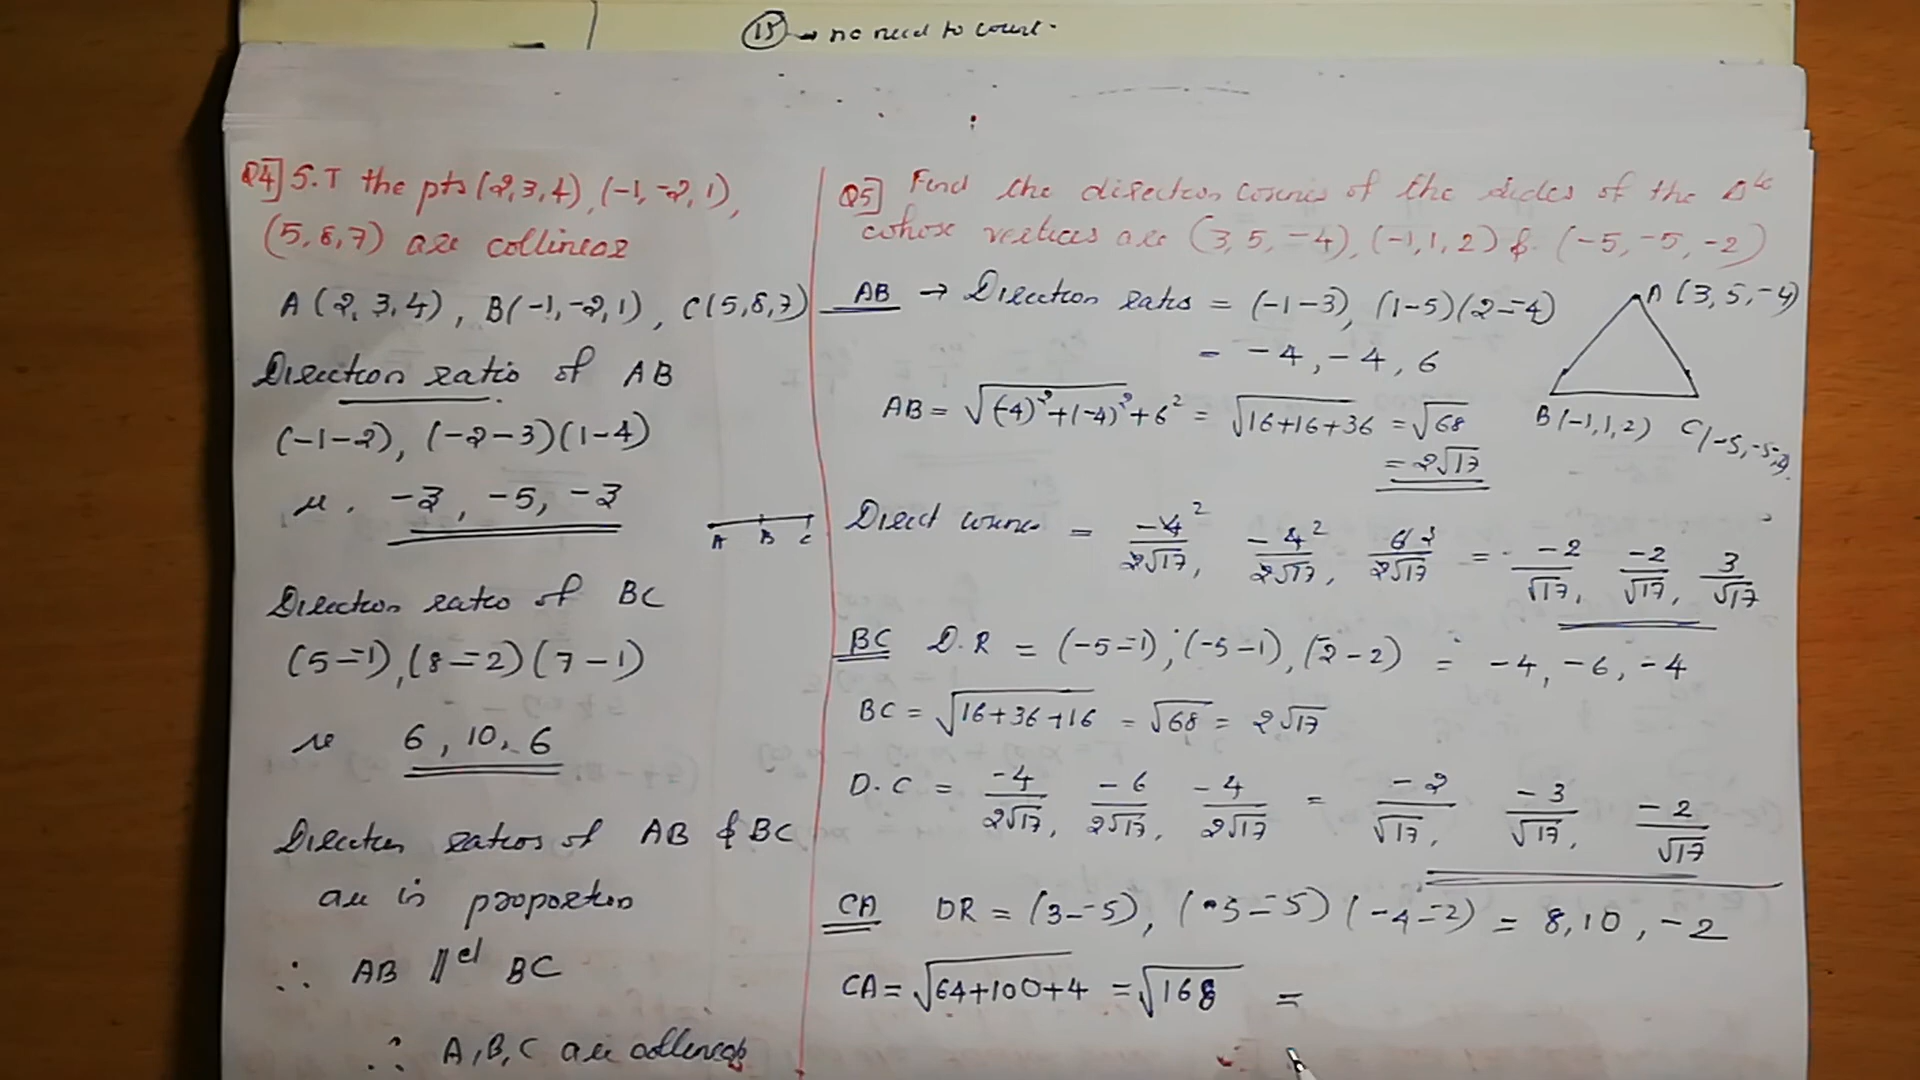 15 → no need to count.
Q4] S.T the pts (2,3,4), (-1,-2,1),
(5,8,7) are collinear
A(2,3,4), B(-1,-2,1), C(5,8,7)
Direction ratio of AB
(-1-2), (-2-3)(1-4)
ie. -3, -5, -3
A B C
Direction ratio of BC
(5--1),(8--2)(7-1)
ie 6, 10, 6
Direction ratios of AB & BC
are in proportion
∴ AB ||el BC
∴ A,B,C are collinear
Q5] Find the direction cosines of the sides of the Δle
whose vertices are (3,5,-4), (-1,1,2) & (-5,-5,-2)
AB → Direction ratios = (-1-3), (1-5)(2--4)
= -4, -4, 6
AB = √(-4)²+(-4)²+6² = √16+16+36 = √68
= 2√17
A (3,5,-4)
B(-1,1,2) C(-5,-5,-2)
Direct cosines = -4/2√17, -4/2√17, 6/2√17 = -2/√17, -2/√17, 3/√17
BC D.R = (-5--1), (-5-1), (-2-2) = -4, -6, -4
BC = √16+36+16 = √68 = 2√17
D.C = -4/2√17, -6/2√17, -4/2√17 = -2/√17, -3/√17, -2/√17
CA DR = (3--5), (5--5)(-4--2) = 8,10,-2
CA = √64+100+4 = √168 =